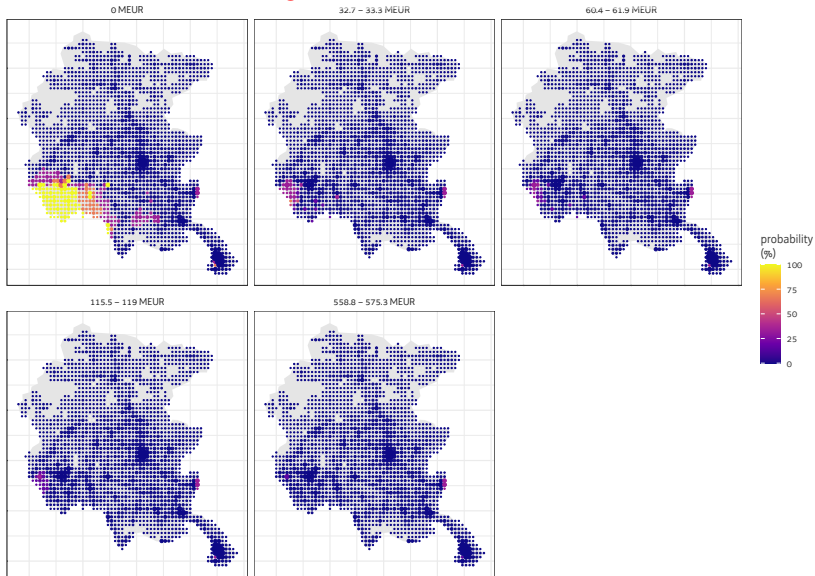 0 MEUR
32.7 – 33.3 MEUR
60.4 – 61.9 MEUR
probability
(%)
100
75
50
25
0
115.5 – 119 MEUR
558.8 – 575.3 MEUR